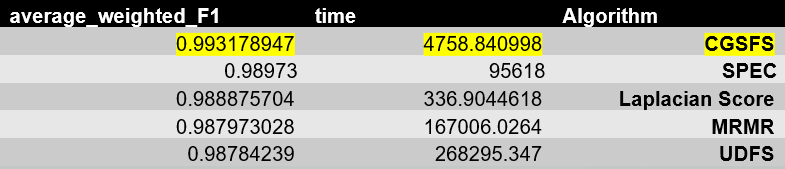 average_weighted_F1 time Algorithm
0.993178947 4758.840998 CGSFS
0.98973 95618 SPEC
0.988875704 336.9044618 Laplacian Score
0.987973028 167006.0264 MRMR
0.98784239 268295.347 UDFS